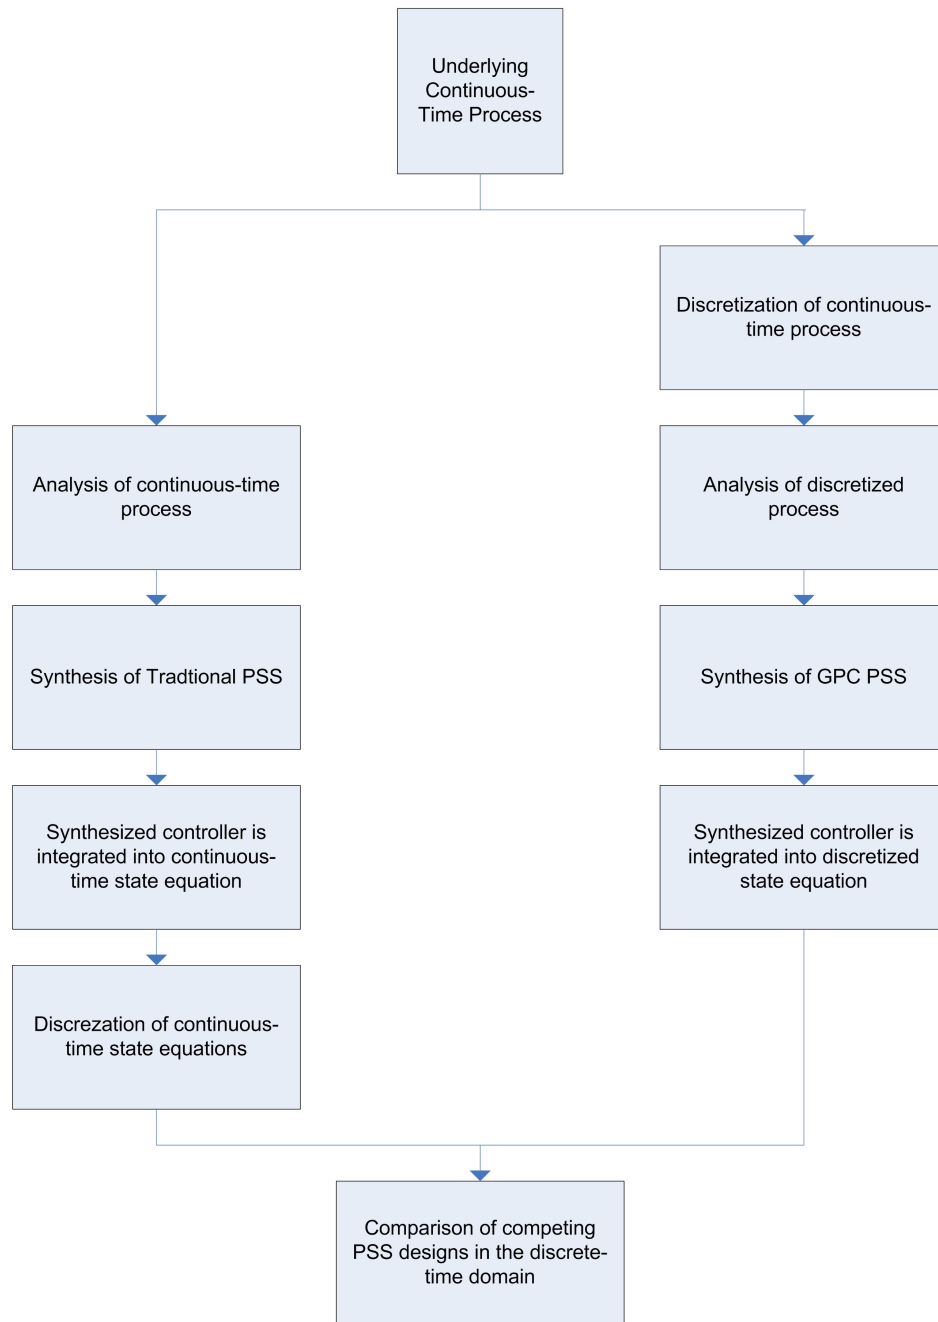 Underlying
Continuous-
Time Process
Discretization of continuous-
time process
Analysis of continuous-time
process
Analysis of discretized
process
Synthesis of Tradtional PSS
Synthesis of GPC PSS
Synthesized controller is
integrated into continuous-
time state equation
Synthesized controller is
integrated into discretized
state equation
Discrezation of continuous-
time state equations
Comparison of competing
PSS designs in the discrete-
time domain